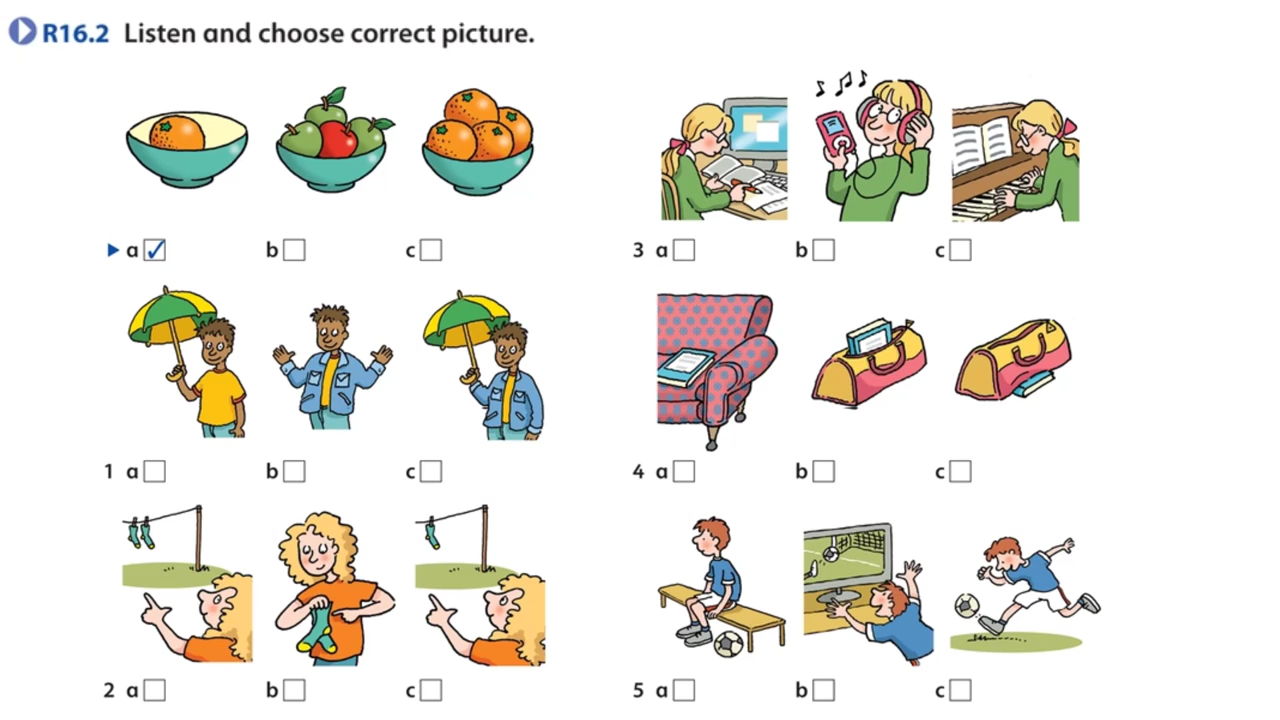 R16.2 Listen and choose correct picture.
a b c
1 a b c
2 a b c
3 a b c
4 a b c
5 a b c